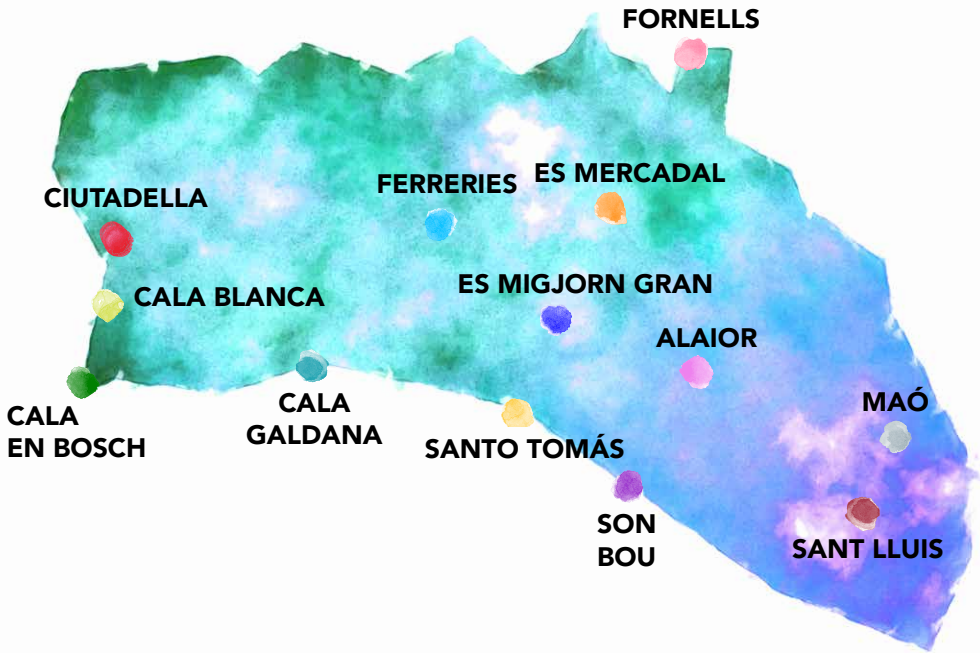 FORNELLS
ES MERCADAL
FERRERIES
CIUTADELLA
ES MIGJORN GRAN
CALA BLANCA
ALAIOR
MAÓ
CALA
GALDANA
CALA
EN BOSCH
SANTO TOMÁS
SON
BOU
SANT LLUIS